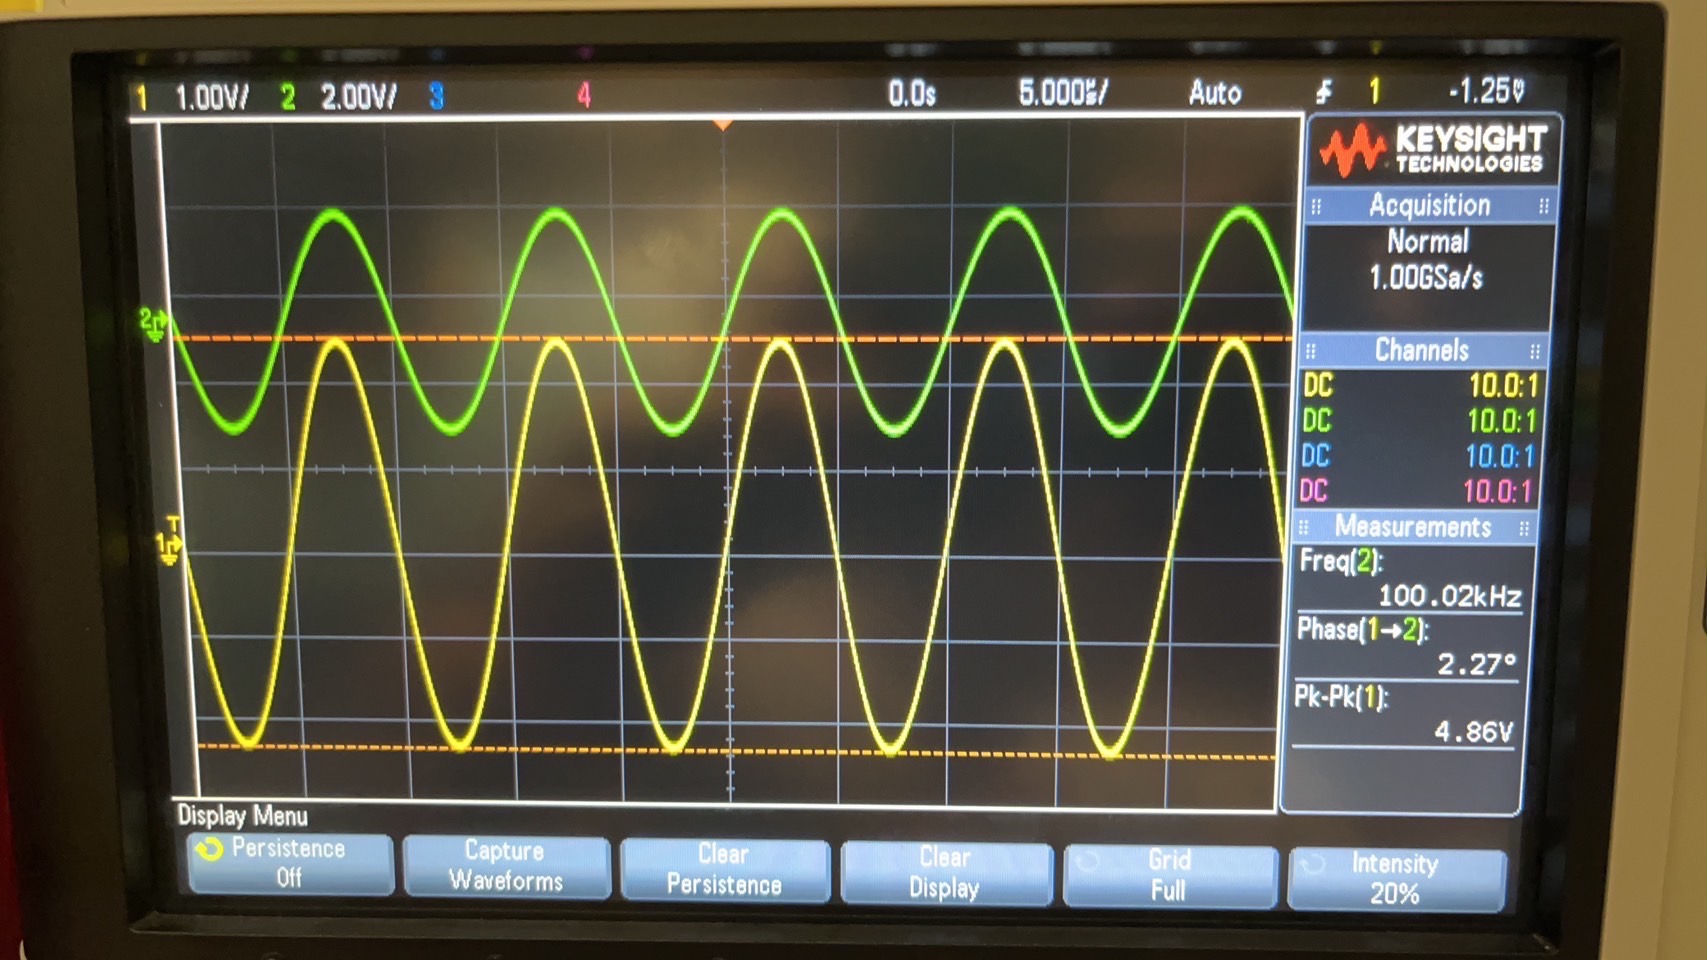 1 1.00V/ 2 2.00V/ 3 4 0.0s 5.000µs/ Auto 1 -1.25V
KEYSIGHT
TECHNOLOGIES
Acquisition
Normal
1.00GSa/s
Channels
DC 10.0:1
DC 10.0:1
DC 10.0:1
DC 10.0:1
Measurements
Freq(2):
100.02kHz
Phase(1→2):
2.27°
Pk-Pk(1):
4.86V
2
T
1
Display Menu
Persistence
Off
Capture
Waveforms
Clear
Persistence
Clear
Display
Grid
Full
Intensity
20%